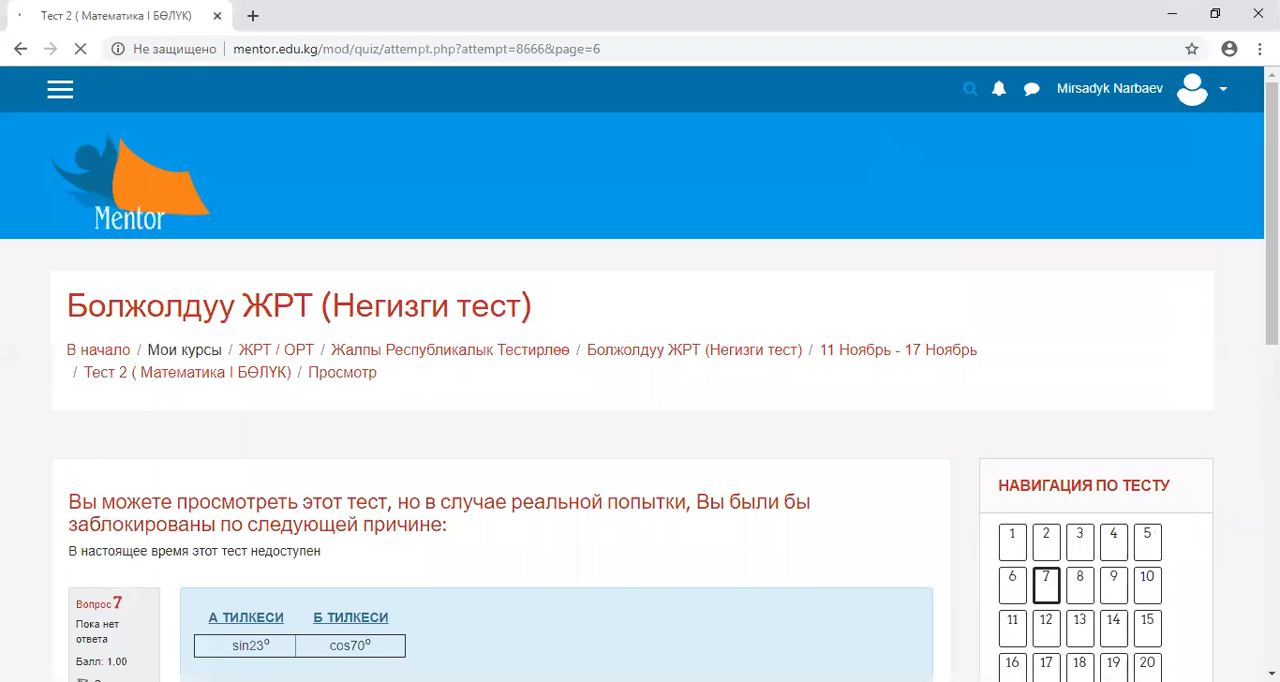 Тест 2 ( Математика I БӨЛҮК)
Не защищено
mentor.edu.kg/mod/quiz/attempt.php?attempt=8666&page=6
Mirsadyk Narbaev
Mentor
Болжолдуу ЖРТ (Негизги тест)
В начало / Мои курсы / ЖРТ / ОРТ / Жалпы Республикалык Тестирлөө / Болжолдуу ЖРТ (Негизги тест) / 11 Ноябрь - 17 Ноябрь
/ Тест 2 ( Математика I БӨЛҮК) / Просмотр
Вы можете просмотреть этот тест, но в случае реальной попытки, Вы были бы
заблокированы по следующей причине:
В настоящее время этот тест недоступен
Вопрос 7
Пока нет
ответа
Балл: 1,00
А ТИЛКЕСИ Б ТИЛКЕСИ
sin23⁰ cos70⁰
НАВИГАЦИЯ ПО ТЕСТУ
1 2 3 4 5
6 7 8 9 10
11 12 13 14 15
16 17 18 19 20